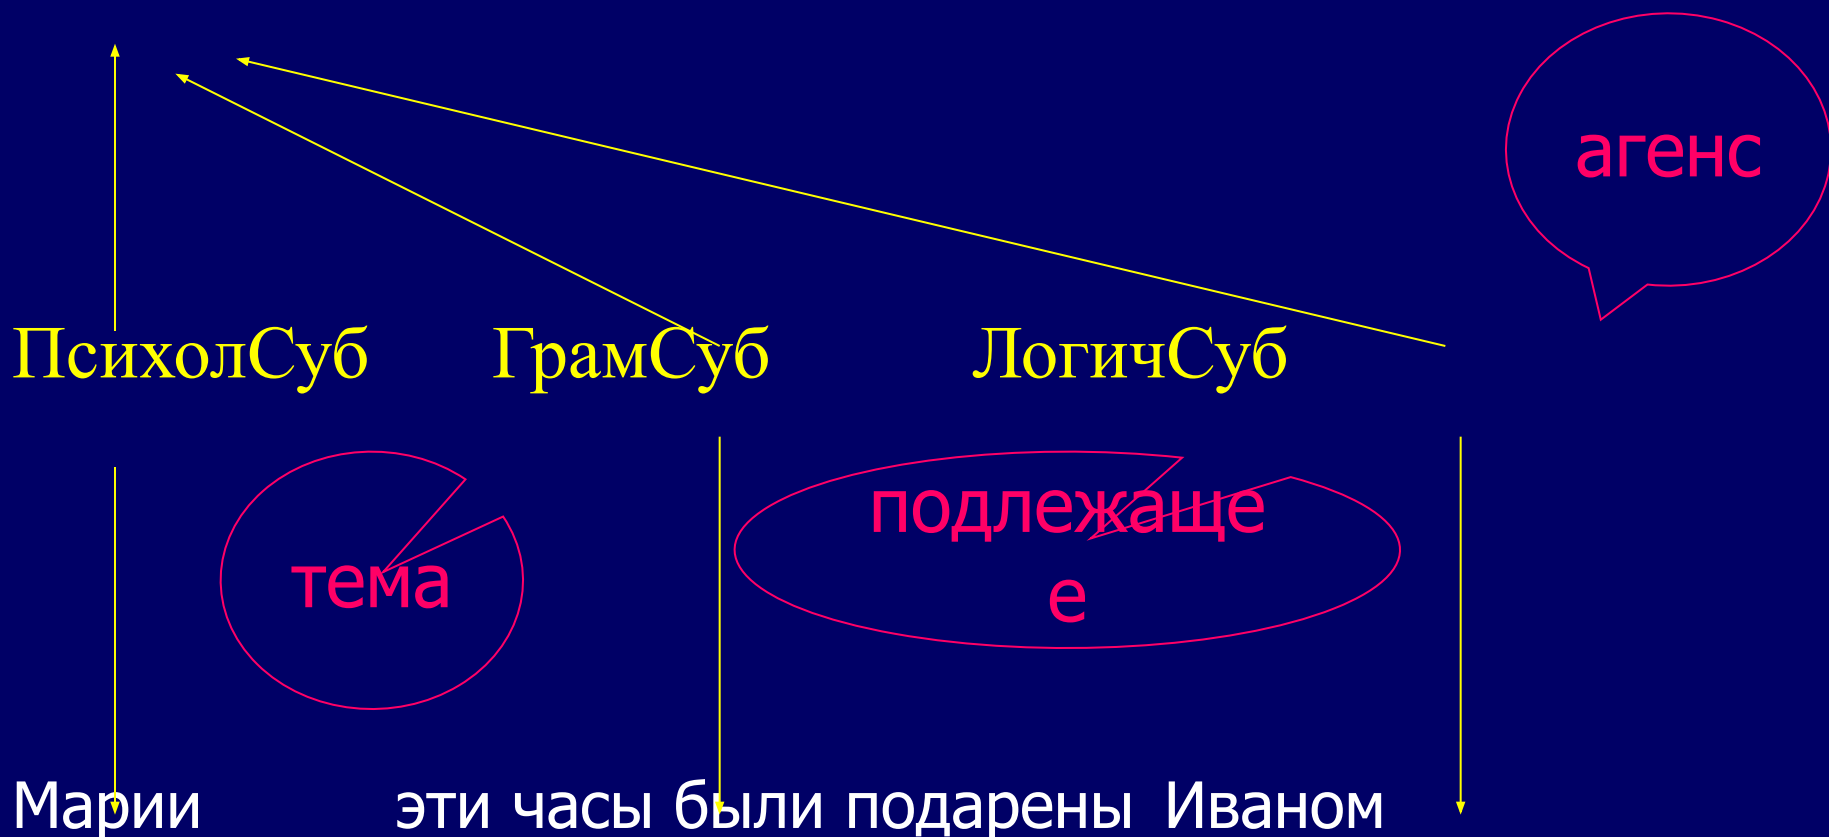 агенс
ПсихолСуб ГрамСуб ЛогичСуб
тема
подлежаще
е
Марии эти часы были подарены Иваном